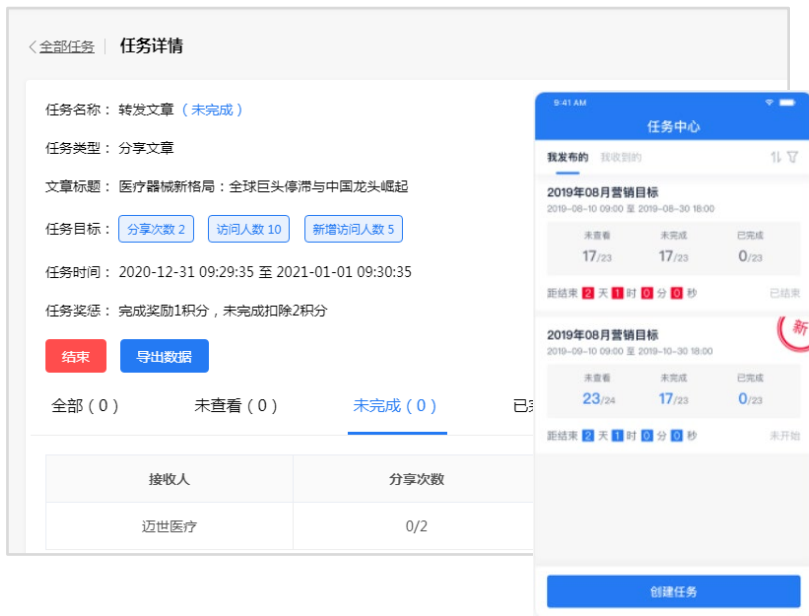 全部任务 任务详情
任务名称： 转发文章 （ 未完成 ）
任务类型： 分享文章
文章标题： 医疗器械新格局：全球巨头停滞与中国龙头崛起
任务目标： 分享次数 2 访问人数 10 新增访问人数 5
任务时间： 2020-12-31 09:29:35 至 2021-01-01 09:30:35
任务奖惩： 完成奖励1积分，未完成扣除2积分
结束 导出数据
全部（0） 未查看（0） 未完成（0）
接收人 分享次数
迈世医疗 0/2
9:41 AM
任务中心
我发布的 我收到的
2019年08月营销目标
2019-08-10 09:00 至 2019-08-30 18:00
未查看 未完成 已完成
17/23 17/23 0/23
距结束 2 天 1 时 0 分 0 秒 已结束
2019年08月营销目标 新
2019-09-10 09:00 至 2019-10-30 18:00
未查看 未完成 已完成
23/24 17/23 0/23
距结束 2 天 1 时 0 分 0 秒 未开始
创建任务